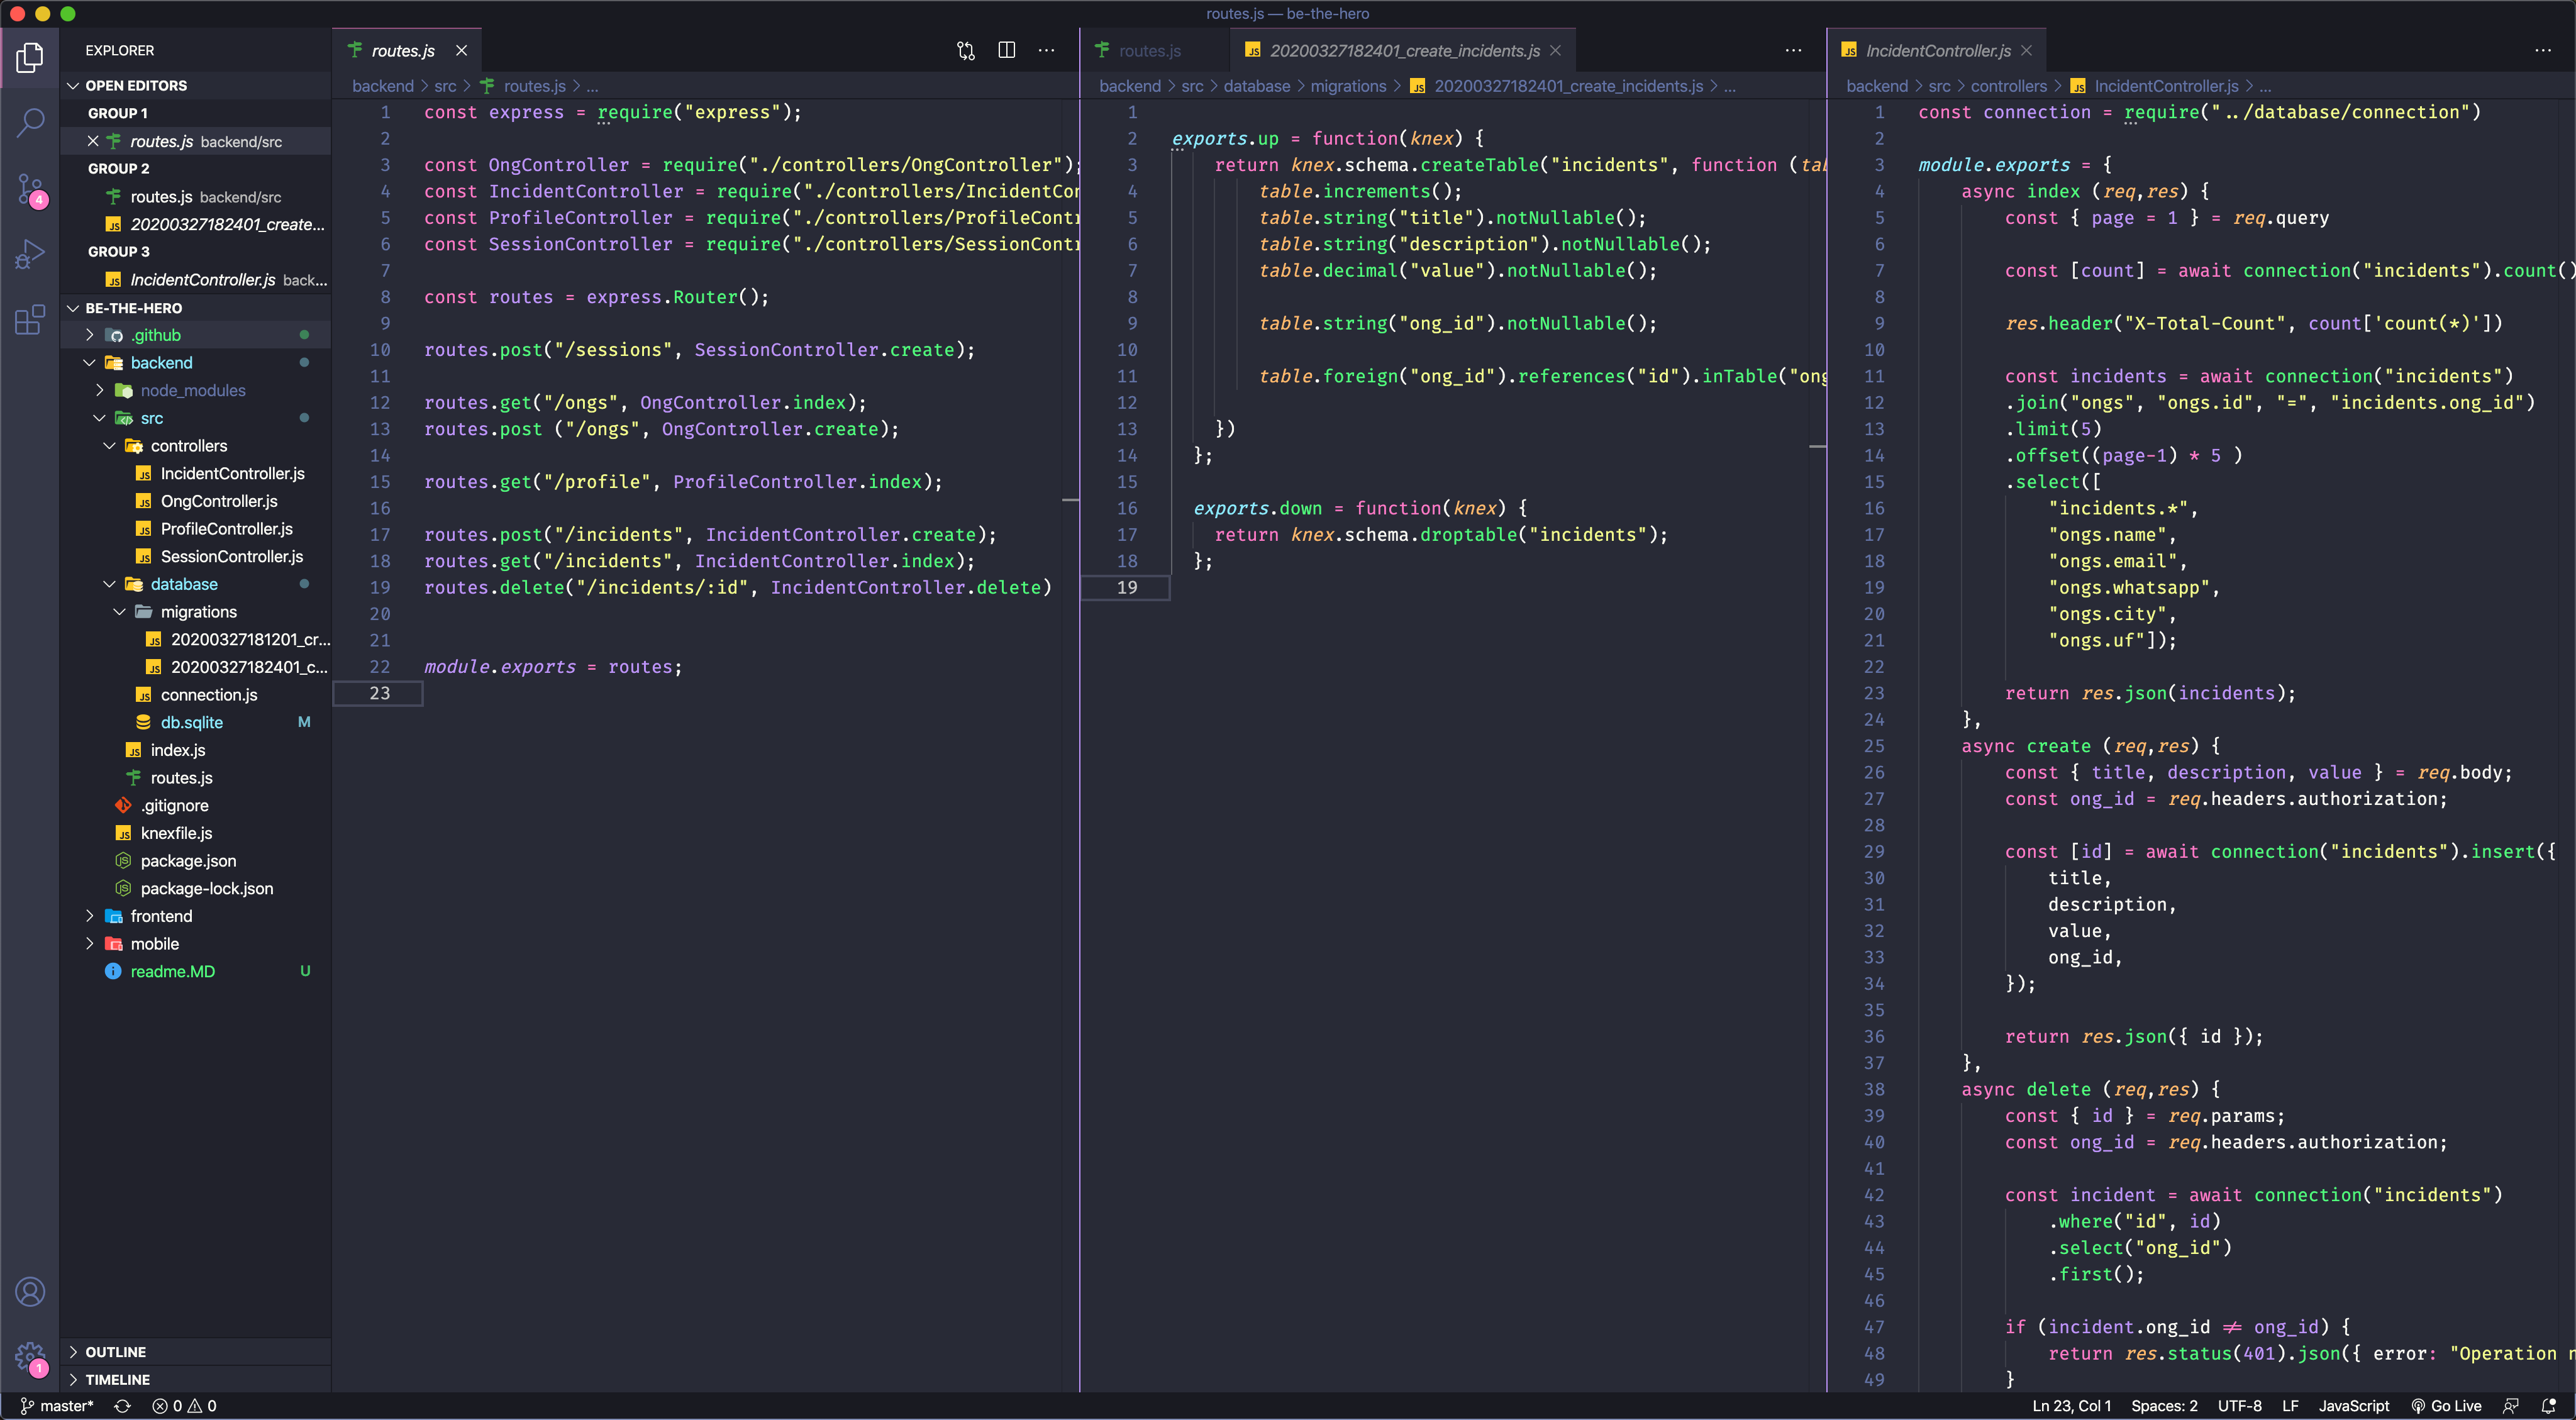 routes.js — be-the-hero
EXPLORER
OPEN EDITORS
GROUP 1
routes.js backend/src
GROUP 2
routes.js backend/src
20200327182401_create...
GROUP 3
IncidentController.js back...
BE-THE-HERO
.github
backend
node_modules
src
controllers
IncidentController.js
OngController.js
ProfileController.js
SessionController.js
database
migrations
20200327181201_cr...
20200327182401_c...
connection.js
db.sqlite M
index.js
routes.js
.gitignore
knexfile.js
package.json
package-lock.json
frontend
mobile
readme.MD U
OUTLINE
TIMELINE
4
1
routes.js
backend > src > routes.js > ...
1 const express = require("express");
2
3 const OngController = require("./controllers/OngController");
4 const IncidentController = require("./controllers/IncidentCon
5 const ProfileController = require("./controllers/ProfileContr
6 const SessionController = require("./controllers/SessionContr
7
8 const routes = express.Router();
9
10 routes.post("/sessions", SessionController.create);
11
12 routes.get("/ongs", OngController.index);
13 routes.post ("/ongs", OngController.create);
14
15 routes.get("/profile", ProfileController.index);
16
17 routes.post("/incidents", IncidentController.create);
18 routes.get("/incidents", IncidentController.index);
19 routes.delete("/incidents/:id", IncidentController.delete)
20
21
22 module.exports = routes;
23
routes.js 20200327182401_create_incidents.js
backend > src > database > migrations > 20200327182401_create_incidents.js > ...
1
2 exports.up = function(knex) {
3 return knex.schema.createTable("incidents", function (tab
4 table.increments();
5 table.string("title").notNullable();
6 table.string("description").notNullable();
7 table.decimal("value").notNullable();
8
9 table.string("ong_id").notNullable();
10
11 table.foreign("ong_id").references("id").inTable("ong
12
13 })
14 };
15
16 exports.down = function(knex) {
17 return knex.schema.droptable("incidents");
18 };
19
IncidentController.js
backend > src > controllers > IncidentController.js > ...
1 const connection = require("../database/connection")
2
3 module.exports = {
4 async index (req,res) {
5 const { page = 1 } = req.query
6
7 const [count] = await connection("incidents").count()
8
9 res.header("X-Total-Count", count['count(*)'])
10
11 const incidents = await connection("incidents")
12 .join("ongs", "ongs.id", "=", "incidents.ong_id")
13 .limit(5)
14 .offset((page-1) * 5 )
15 .select([
16 "incidents.*",
17 "ongs.name",
18 "ongs.email",
19 "ongs.whatsapp",
20 "ongs.city",
21 "ongs.uf"]);
22
23 return res.json(incidents);
24 },
25 async create (req,res) {
26 const { title, description, value } = req.body;
27 const ong_id = req.headers.authorization;
28
29 const [id] = await connection("incidents").insert({
30 title,
31 description,
32 value,
33 ong_id,
34 });
35
36 return res.json({ id });
37 },
38 async delete (req,res) {
39 const { id } = req.params;
40 const ong_id = req.headers.authorization;
41
42 const incident = await connection("incidents")
43 .where("id", id)
44 .select("ong_id")
45 .first();
46
47 if (incident.ong_id ≠ ong_id) {
48 return res.status(401).json({ error: "Operation n
49 }
master* 0 0
Ln 23, Col 1 Spaces: 2 UTF-8 LF JavaScript Go Live